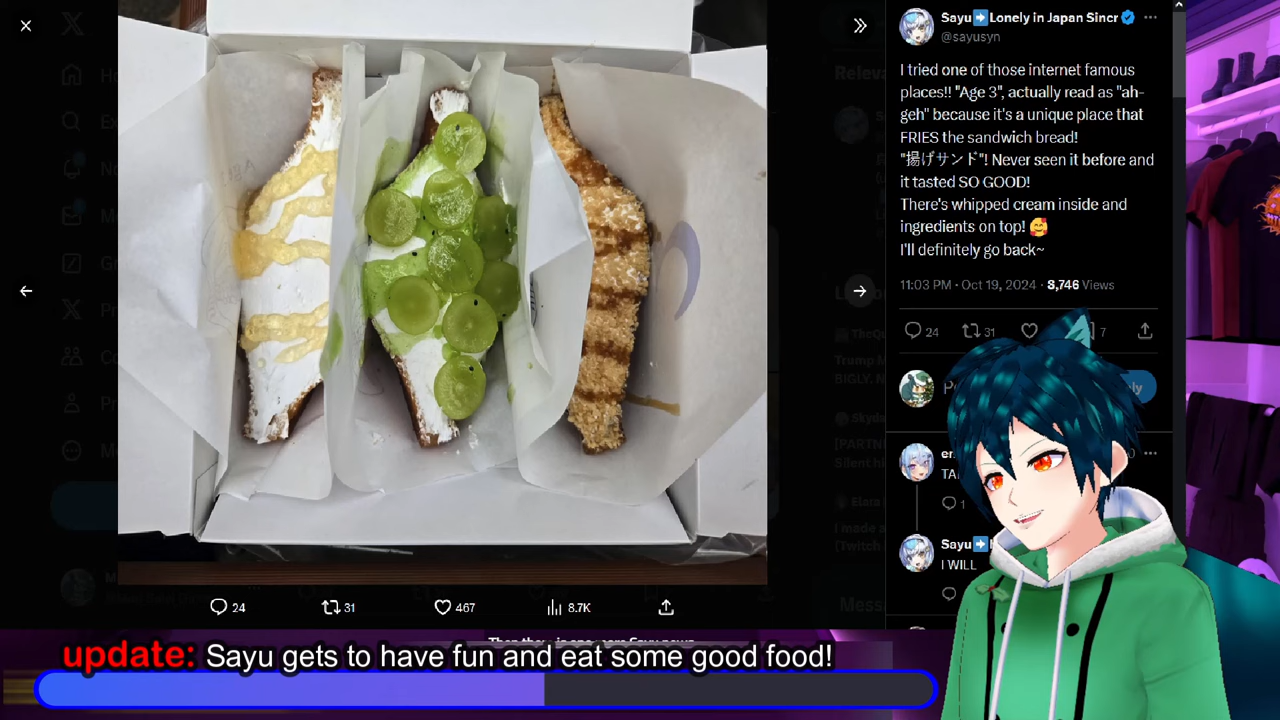 Sayu➡️Lonely in Japan Sincr
@sayusyn
I tried one of those internet famous
places!! "Age 3", actually read as "ah-
geh" because it's a unique place that
FRIES the sandwich bread!
"揚げサンド"! Never seen it before and
it tasted SO GOOD!
There's whipped cream inside and
ingredients on top! 🥰
I'll definitely go back~
11:03 PM · Oct 19, 2024 · 8,746 Views
24
31
7
1
Sayu➡️
I WILL
24
31
467
8.7K
update: Sayu gets to have fun and eat some good food!